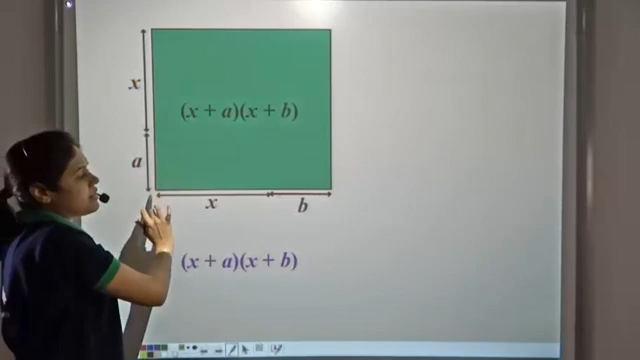 x
(x + a)(x + b)
a
x b
(x + a)(x + b)